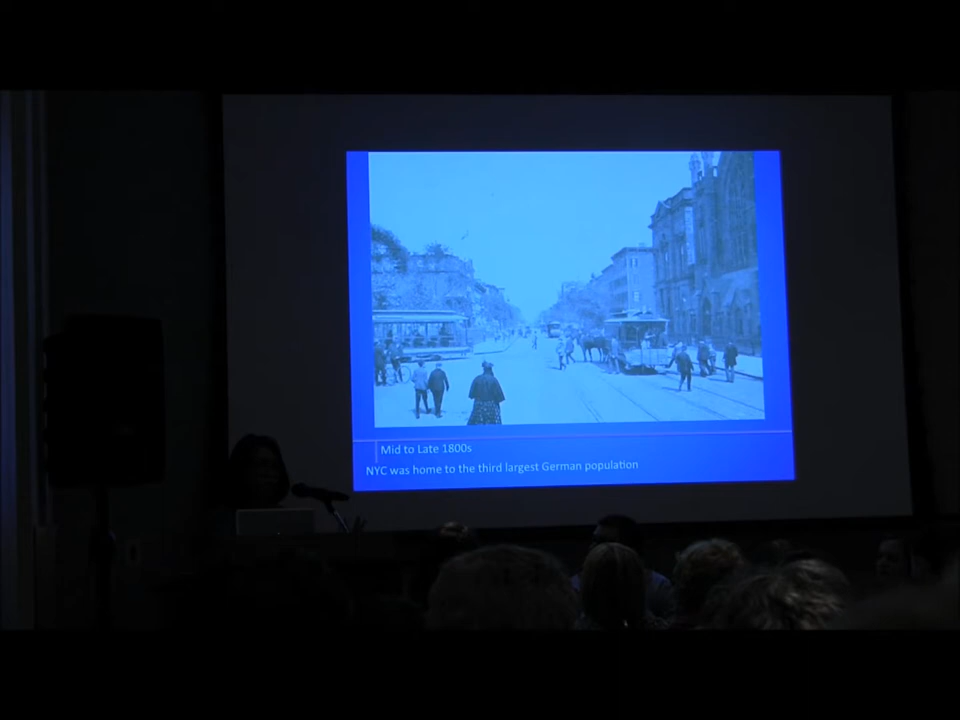 Mid to Late 1800s
NYC was home to the third largest German population